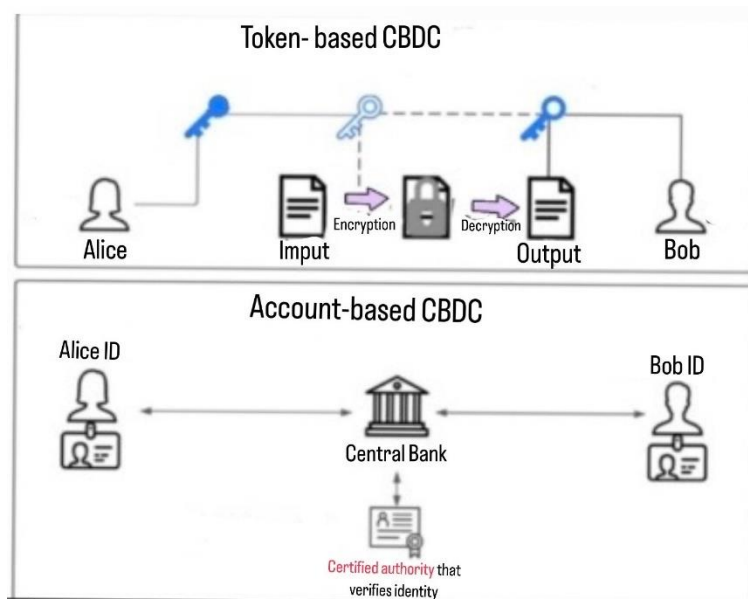 Token- based CBDC
Encryption
Decryption
Alice
Imput
Output
Bob
Account-based CBDC
Alice ID
Bob ID
Central Bank
Certified authority that
verifies identity